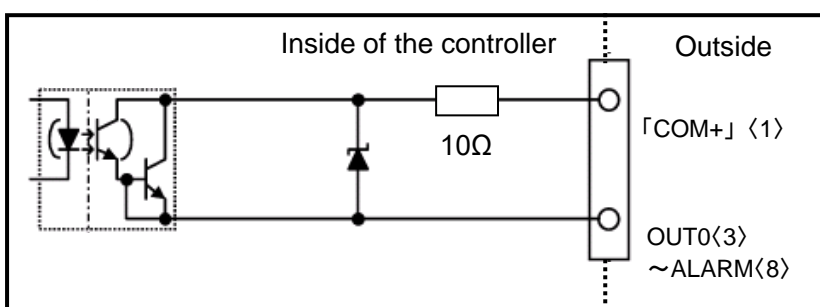 Inside of the controller
Outside
10Ω
「COM+」〈1〉
OUT0〈3〉
～ALARM〈8〉